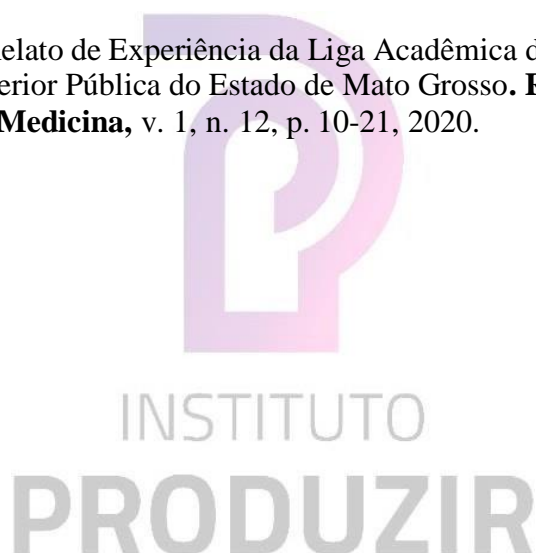 elato de Experiência da Liga Acadêmica d
erior Pública do Estado de Mato Grosso. R
Medicina, v. 1, n. 12, p. 10-21, 2020.
INSTITUTO
PRODUZIR